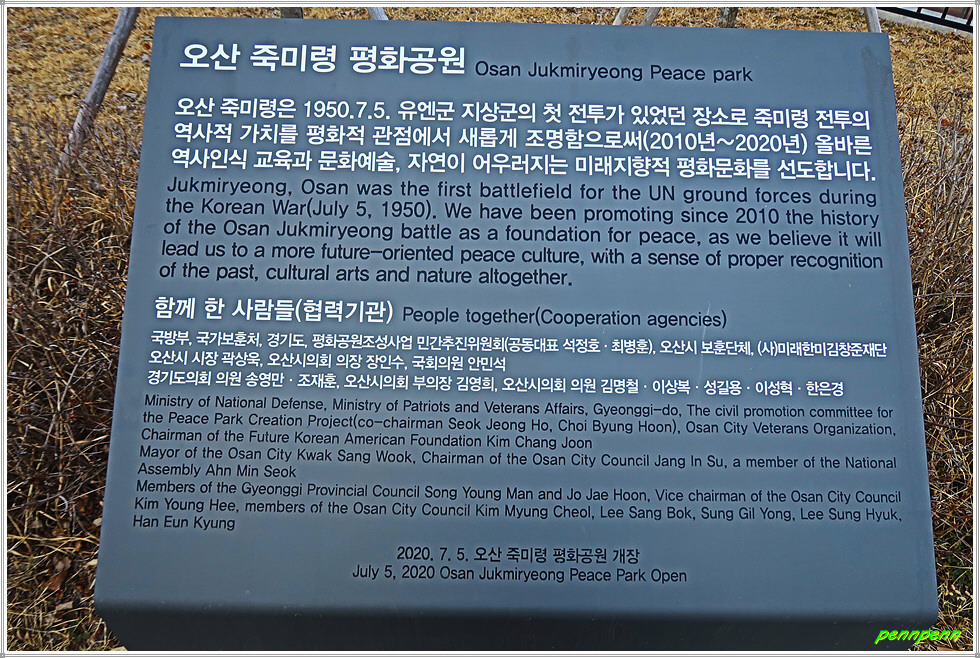 오산 죽미령 평화공원 Osan Jukmiryeong Peace park
오산 죽미령은 1950.7.5. 유엔군 지상군의 첫 전투가 있었던 장소로 죽미령 전투의
역사적 가치를 평화적 관점에서 새롭게 조명함으로써(2010년~2020년) 올바른
역사인식 교육과 문화예술, 자연이 어우러지는 미래지향적 평화문화를 선도합니다.
Jukmiryeong, Osan was the first battlefield for the UN ground forces during
the Korean War(July 5, 1950). We have been promoting since 2010 the history
of the Osan Jukmiryeong battle as a foundation for peace, as we believe it will
lead us to a more future-oriented peace culture, with a sense of proper recognition
of the past, cultural arts and nature altogether.
함께 한 사람들(협력기관) People together(Cooperation agencies)
국방부, 국가보훈처, 경기도, 평화공원조성사업 민간추진위원회(공동대표 석정호 · 최병훈), 오산시 보훈단체, (사)미래한미김창준재단
오산시 시장 곽상욱, 오산시의회 의장 장인수, 국회의원 안민석
경기도의회 의원 송영만 · 조재훈, 오산시의회 부의장 김영희, 오산시의회 의원 김명철 · 이상복 · 성길용 · 이성혁 · 한은경
Ministry of National Defense, Ministry of Patriots and Veterans Affairs, Gyeonggi-do, The civil promotion committee for
the Peace Park Creation Project(co-chairman Seok Jeong Ho, Choi Byung Hoon), Osan City Veterans Organization,
Chairman of the Future Korean American Foundation Kim Chang Joon
Mayor of the Osan City Kwak Sang Wook, Chairman of the Osan City Council Jang In Su, a member of the National
Assembly Ahn Min Seok
Members of the Gyeonggi Provincial Council Song Young Man and Jo Jae Hoon, Vice chairman of the Osan City Council
Kim Young Hee, members of the Osan City Council Kim Myung Cheol, Lee Sang Bok, Sung Gil Yong, Lee Sung Hyuk,
Han Eun Kyung
2020. 7. 5. 오산 죽미령 평화공원 개장
July 5, 2020 Osan Jukmiryeong Peace Park Open
pennpenn